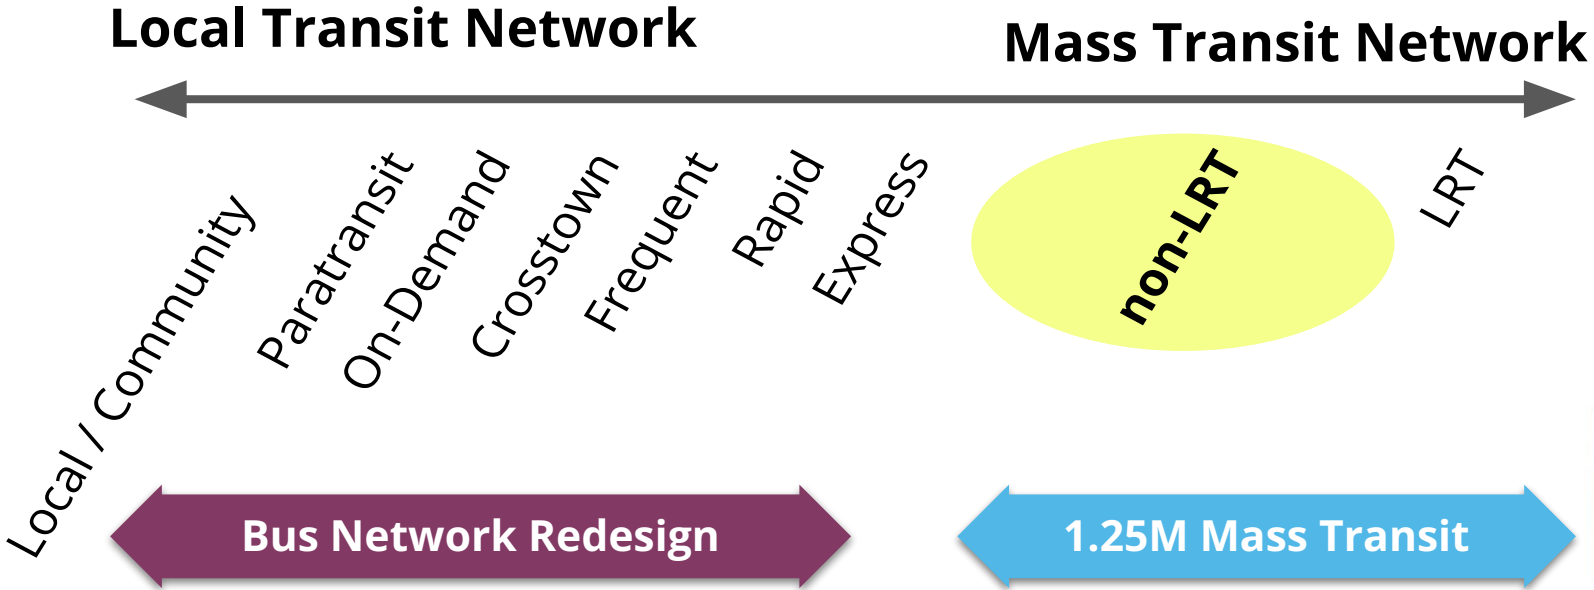 Local Transit Network
Mass Transit Network
Local / Community
Paratransit
On-Demand
Crosstown
Frequent
Rapid
Express
non-LRT
LRT
Bus Network Redesign
1.25M Mass Transit